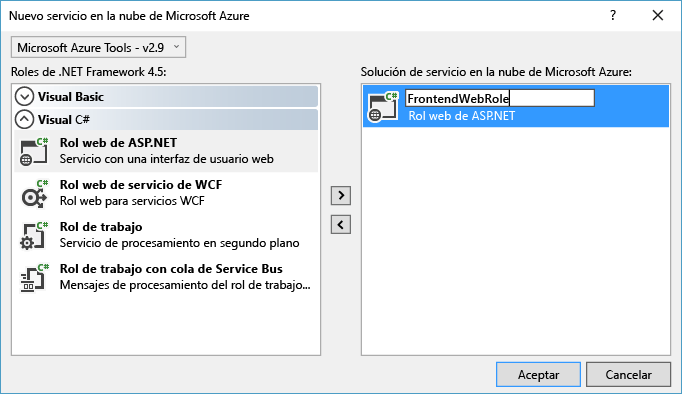 Nuevo servicio en la nube de Microsoft Azure
?
Microsoft Azure Tools - v2.9
Roles de .NET Framework 4.5:
Visual Basic
Visual C#
C#
Rol web de ASP.NET
Servicio con una interfaz de usuario web
C#
Rol web de servicio de WCF
Rol web para servicios WCF
C#
Rol de trabajo
Servicio de procesamiento en segundo plano
C#
Rol de trabajo con cola de Service Bus
Mensajes de procesamiento del rol de trabajo...
Solución de servicio en la nube de Microsoft Azure:
C#
FrontendWebRole
Rol web de ASP.NET
Aceptar
Cancelar